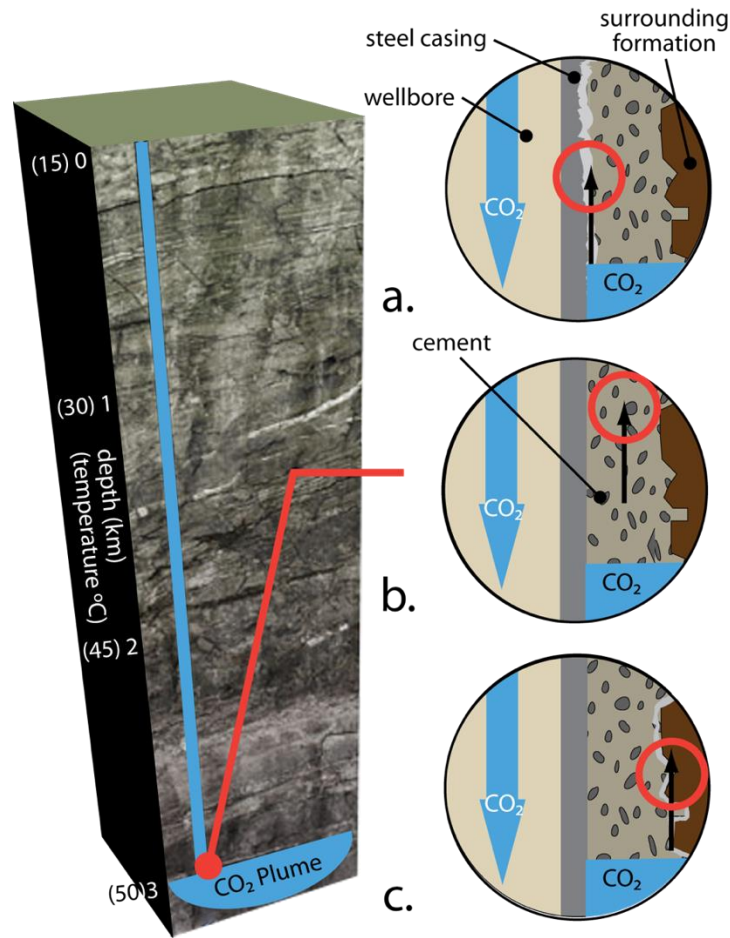 (15) 0
(30) 1
depth (km)
(temperature ºC)
(45) 2
(50)3
CO₂ Plume
steel casing
surrounding
formation
wellbore
CO₂
CO₂
a.
cement
CO₂
CO₂
b.
CO₂
CO₂
c.